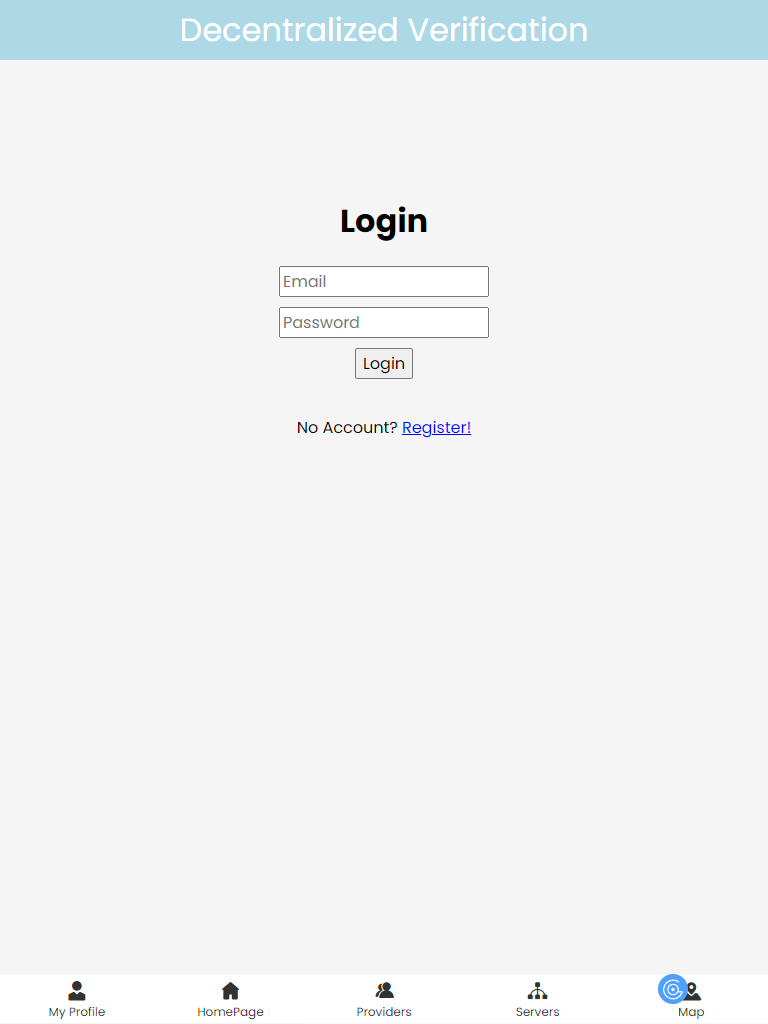 Decentralized Verification
Login
Email
Password
Login
No Account? Register!
My Profile
HomePage
Providers
Servers
Map